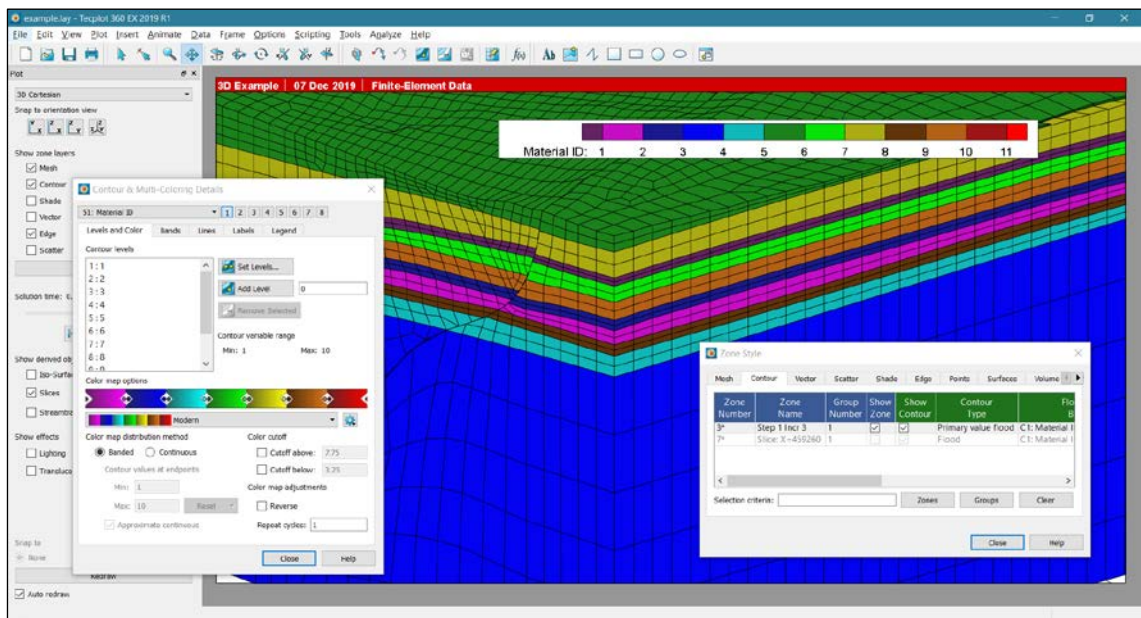 example.lay - Tecplot 360 EX 2019 R1
File Edit View Plot Insert Animate Data Frame Options Scripting Tools Analyze Help
Plot
3D Cartesian
Snap to orientation view
Show zone layers
Mesh
Contour
Shade
Vector
Edge
Scatter
Solution time:
Show derived obj
Iso-Surfa
Slices
Streamtra
Show effects
Lighting
Transluce
Snap to
None
Redraw
Auto redraw
3D Example | 07 Dec 2019 | Finite-Element Data
Material ID: 1 2 3 4 5 6 7 8 9 10 11
Contour & Multi-Coloring Details
51: Material ID 1 2 3 4 5 6 7 8
Levels and Color Bands Lines Labels Legend
Contour levels
1:1
2:2
3:3
4:4
5:5
6:6
7:7
8:8
Set Levels...
Add Level 0
Remove Selected
Contour variable range
Min: 1 Max: 10
Color map options
Modern
Color map distribution method
Banded Continuous
Contour values at endpoints
Min: 1
Max: 10 Reset
Approximate continuous
Color cutoff
Cutoff above: 7.75
Cutoff below: 3.25
Color map adjustments
Reverse
Repeat cycles: 1
Close Help
Zone Style
Mesh Contour Vector Scatter Shade Edge Points Surfaces Volume
Zone Number Zone Name Group Number Show Zone Show Contour Contour Type Flo
3* Step 1 Incr 3 1 Primary value flood C1: Material I
7* Slice: X=459260 1 Flood C1: Material I
Selection criteria: Zones Groups Clear
Close Help